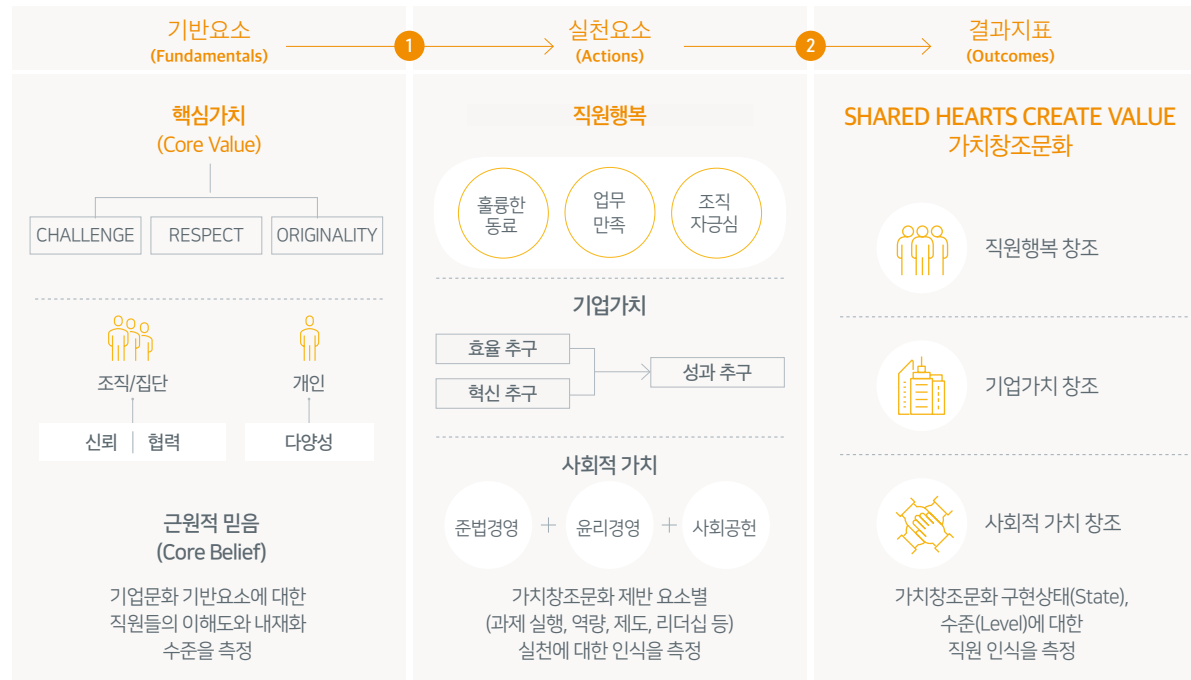 기반요소
(Fundamentals)
1
실천요소
(Actions)
2
결과지표
(Outcomes)
핵심가치
(Core Value)
CHALLENGE
RESPECT
ORIGINALITY
조직/집단
개인
신뢰 | 협력
다양성
근원적 믿음
(Core Belief)
기업문화 기반요소에 대한
직원들의 이해도와 내재화
수준을 측정
직원행복
훌륭한
동료
업무
만족
조직
자긍심
기업가치
효율 추구
혁신 추구
성과 추구
사회적 가치
준법경영 + 윤리경영 + 사회공헌
가치창조문화 제반 요소별
(과제 실행, 역량, 제도, 리더십 등)
실천에 대한 인식을 측정
SHARED HEARTS CREATE VALUE
가치창조문화
직원행복 창조
기업가치 창조
사회적 가치 창조
가치창조문화 구현상태(State),
수준(Level)에 대한
직원 인식을 측정